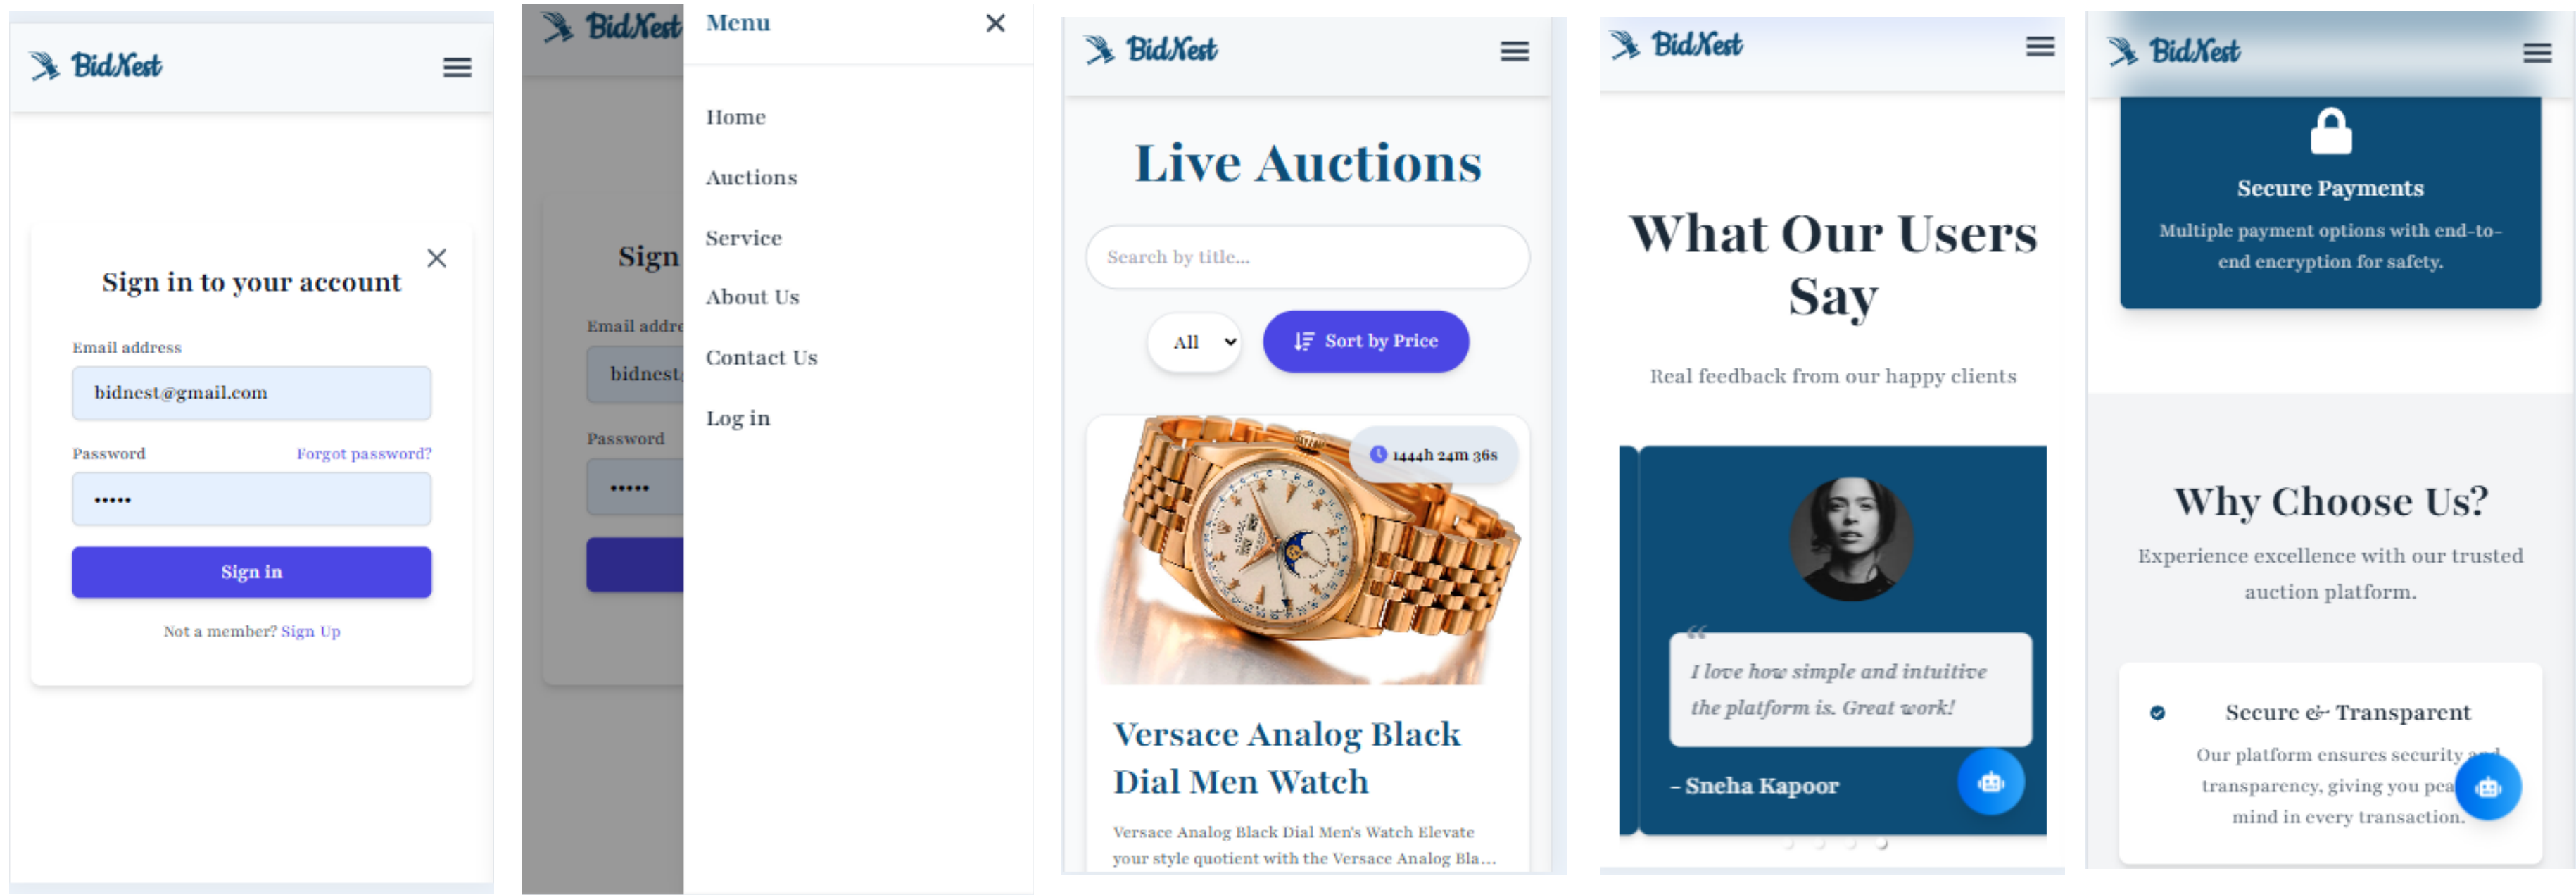 BidNest
Sign in to your account
Email address
bidnest@gmail.com
Password Forgot password?
•••••
Sign in
Not a member? Sign Up
BidNest
Menu
Home
Auctions
Service
About Us
Contact Us
Log in
Sign
Email addre
bidnest
Password
•••••
BidNest
Live Auctions
Search by title...
All Sort by Price
1444h 24m 36s
Versace Analog Black
Dial Men Watch
Versace Analog Black Dial Men's Watch Elevate
your style quotient with the Versace Analog Bla...
BidNest
What Our Users
Say
Real feedback from our happy clients
“
I love how simple and intuitive
the platform is. Great work!
– Sneha Kapoor
BidNest
Secure Payments
Multiple payment options with end-to-
end encryption for safety.
Why Choose Us?
Experience excellence with our trusted
auction platform.
Secure & Transparent
Our platform ensures security and
transparency, giving you pea
mind in every transaction.